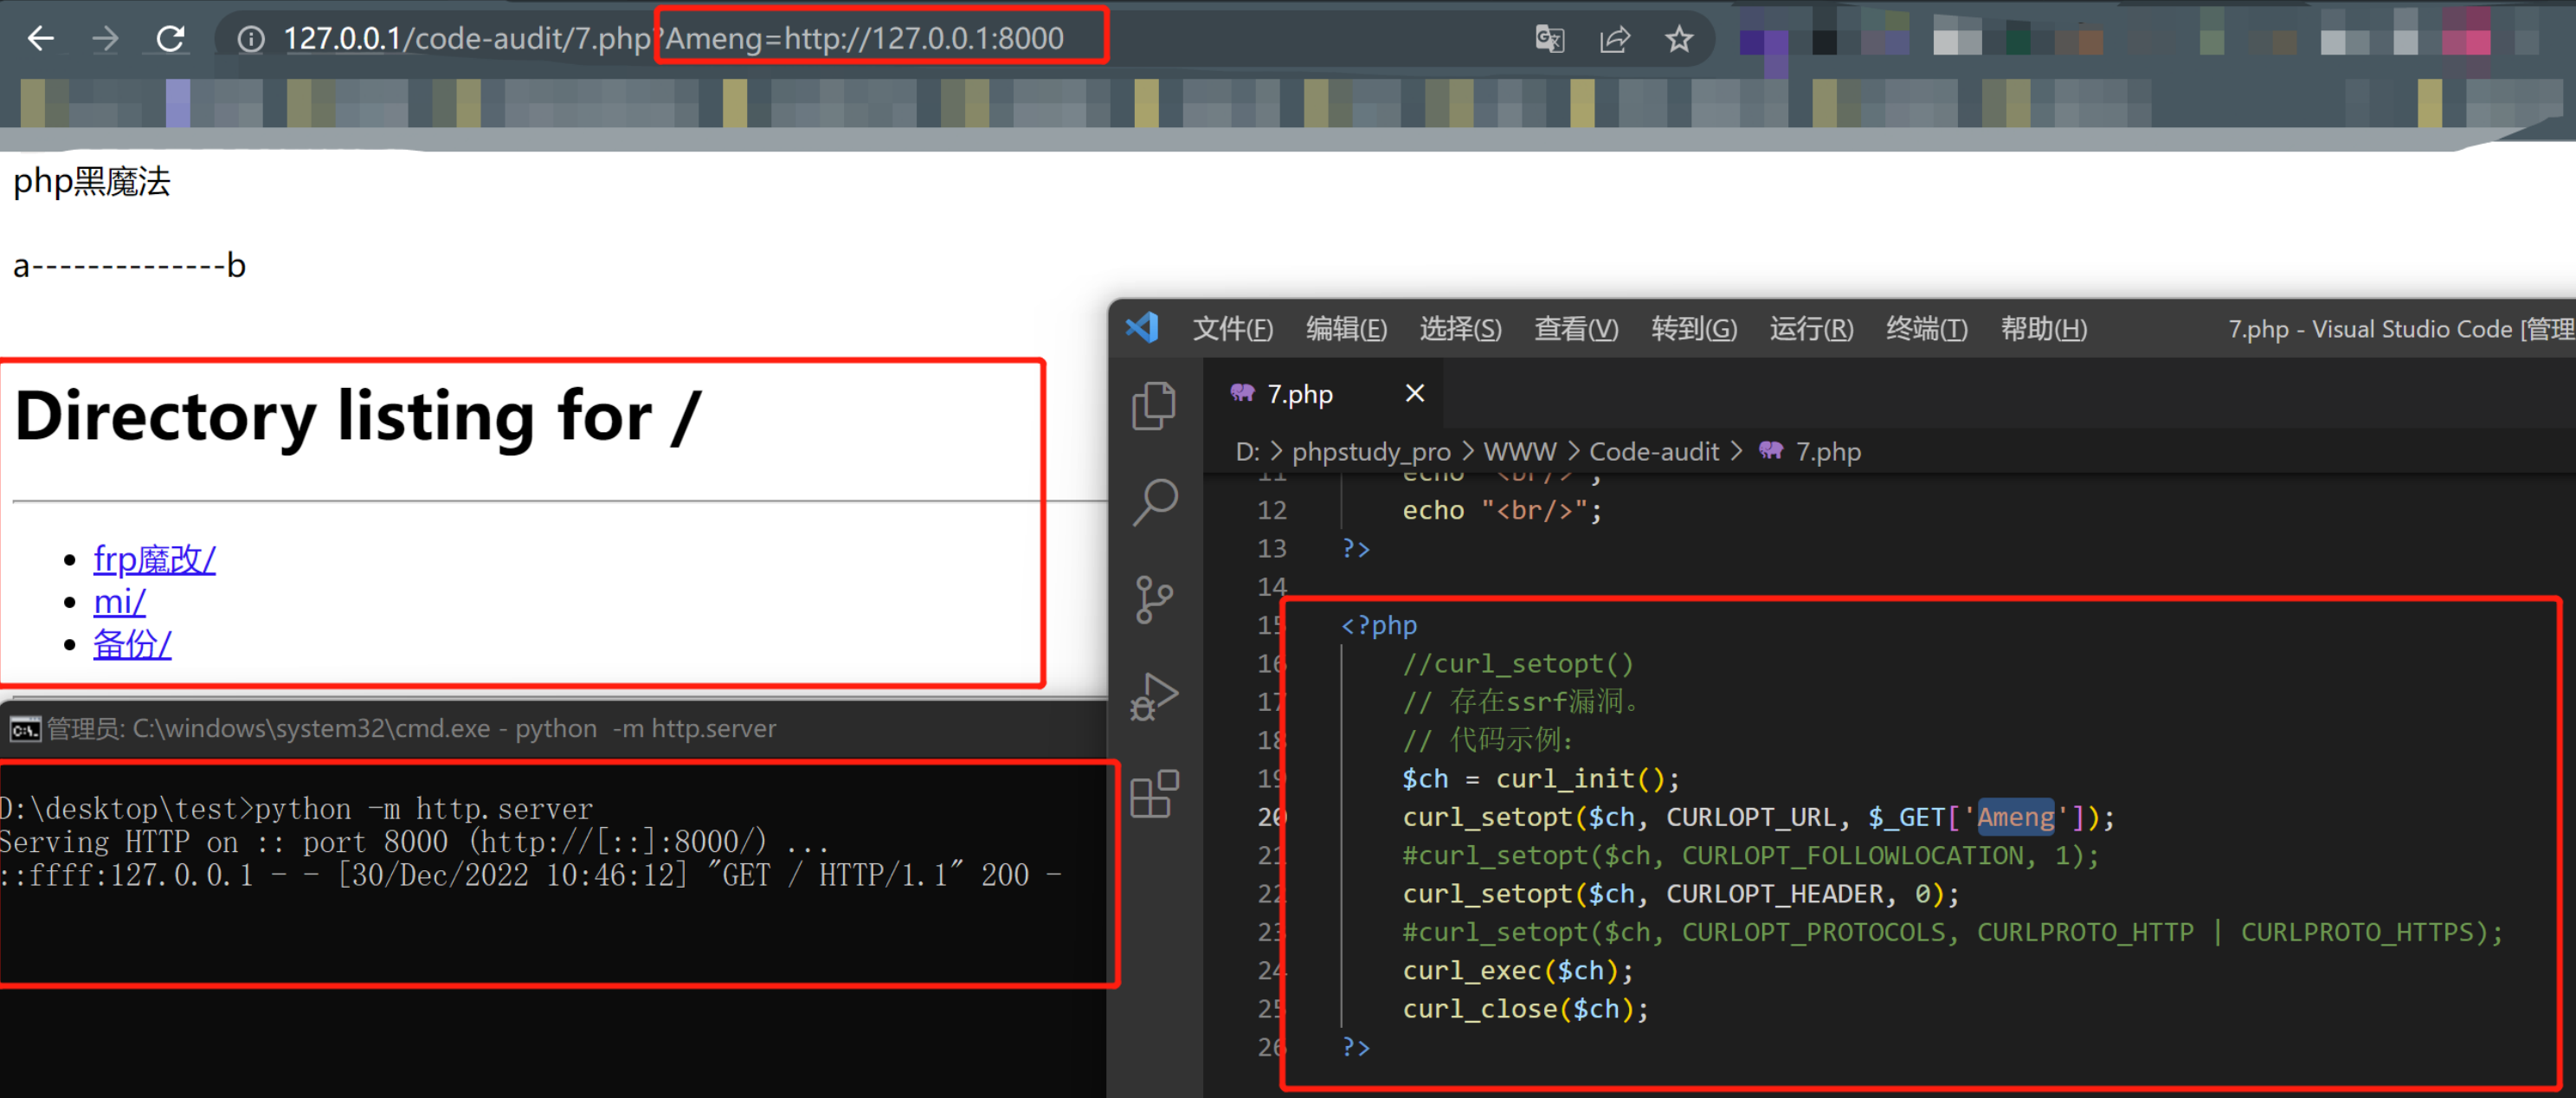 127.0.0.1/code-audit/7.php?Ameng=http://127.0.0.1:8000
php黑魔法
a--------------b
Directory listing for /
frp魔改/
mi/
备份/
管理员: C:\windows\system32\cmd.exe - python  -m http.server
D:\desktop\test>python -m http.server
Serving HTTP on :: port 8000 (http://[::]:8000/) ...
::ffff:127.0.0.1 - - [30/Dec/2022 10:46:12] "GET / HTTP/1.1" 200 -
文件(F) 编辑(E) 选择(S) 查看(V) 转到(G) 运行(R) 终端(T) 帮助(H) 7.php - Visual Studio Code [管理
7.php
D: > phpstudy_pro > WWW > Code-audit > 7.php
11 echo "<br/>";
12 echo "<br/>";
13 ?>
14
15 <?php
16 //curl_setopt()
17 // 存在ssrf漏洞。
18 // 代码示例:
19 $ch = curl_init();
20 curl_setopt($ch, CURLOPT_URL, $_GET['Ameng']);
21 #curl_setopt($ch, CURLOPT_FOLLOWLOCATION, 1);
22 curl_setopt($ch, CURLOPT_HEADER, 0);
23 #curl_setopt($ch, CURLOPT_PROTOCOLS, CURLPROTO_HTTP | CURLPROTO_HTTPS);
24 curl_exec($ch);
25 curl_close($ch);
26 ?>